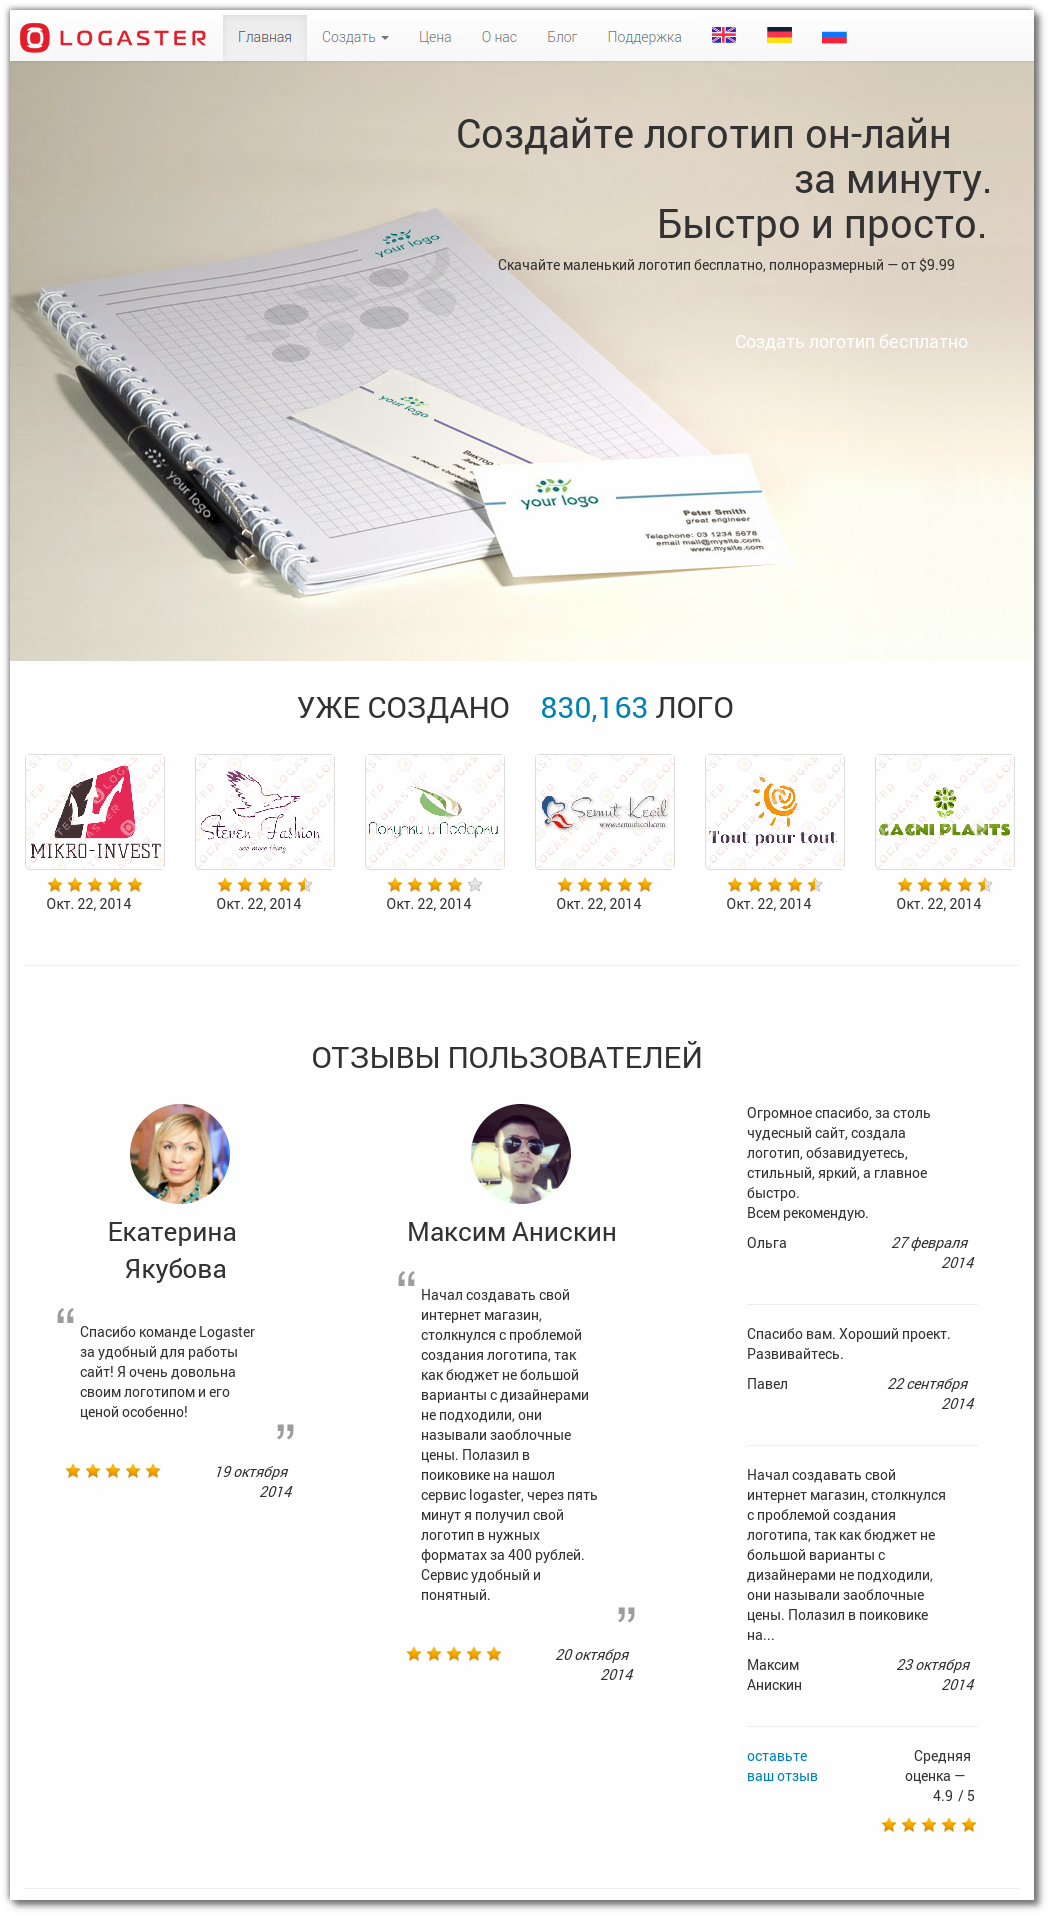 LOGASTER
Главная
Создать
Цена
О нас
Блог
Поддержка
Создайте логотип он-лайн
за минуту.
Быстро и просто.
Скачайте маленький логотип бесплатно, полноразмерный — от $9.99
Создать логотип бесплатно
your logo
your logo
Виктор
your logo
your logo
Peter Smith
great engineer
Telephone: 03 1234 5678
email mail@mysite.com
www.mysite.com
УЖЕ СОЗДАНО 830,163 ЛОГО
MIKRO-INVEST
Steven Fashion
Покупки и Подарки
Semut Kecil
www.semutkecil.com
Tout pour tout
CACNI PLANTS
Окт. 22, 2014
Окт. 22, 2014
Окт. 22, 2014
Окт. 22, 2014
Окт. 22, 2014
Окт. 22, 2014
ОТЗЫВЫ ПОЛЬЗОВАТЕЛЕЙ
Екатерина
Якубова
“
Спасибо команде Logaster
за удобный для работы
сайт! Я очень довольна
своим логотипом и его
ценой особенно!
”
19 октября
2014
Максим Анискин
“
Начал создавать свой
интернет магазин,
столкнулся с проблемой
создания логотипа, так
как бюджет не большой
варианты с дизайнерами
не подходили, они
называли заоблочные
цены. Полазил в
поиковике на нашол
сервис logaster, через пять
минут я получил свой
логотип в нужных
форматах за 400 рублей.
Сервис удобный и
понятный.
”
20 октября
2014
Огромное спасибо, за столь
чудесный сайт, создала
логотип, обзавидуетесь,
стильный, яркий, а главное
быстро.
Всем рекомендую.
Ольга 27 февраля
2014
Спасибо вам. Хороший проект.
Развивайтесь.
Павел 22 сентября
2014
Начал создавать свой
интернет магазин, столкнулся
с проблемой создания
логотипа, так как бюджет не
большой варианты с
дизайнерами не подходили,
они называли заоблочные
цены. Полазил в поиковике
на...
Максим 23 октября
Анискин 2014
оставьте Средняя
ваш отзыв оценка —
4.9 / 5